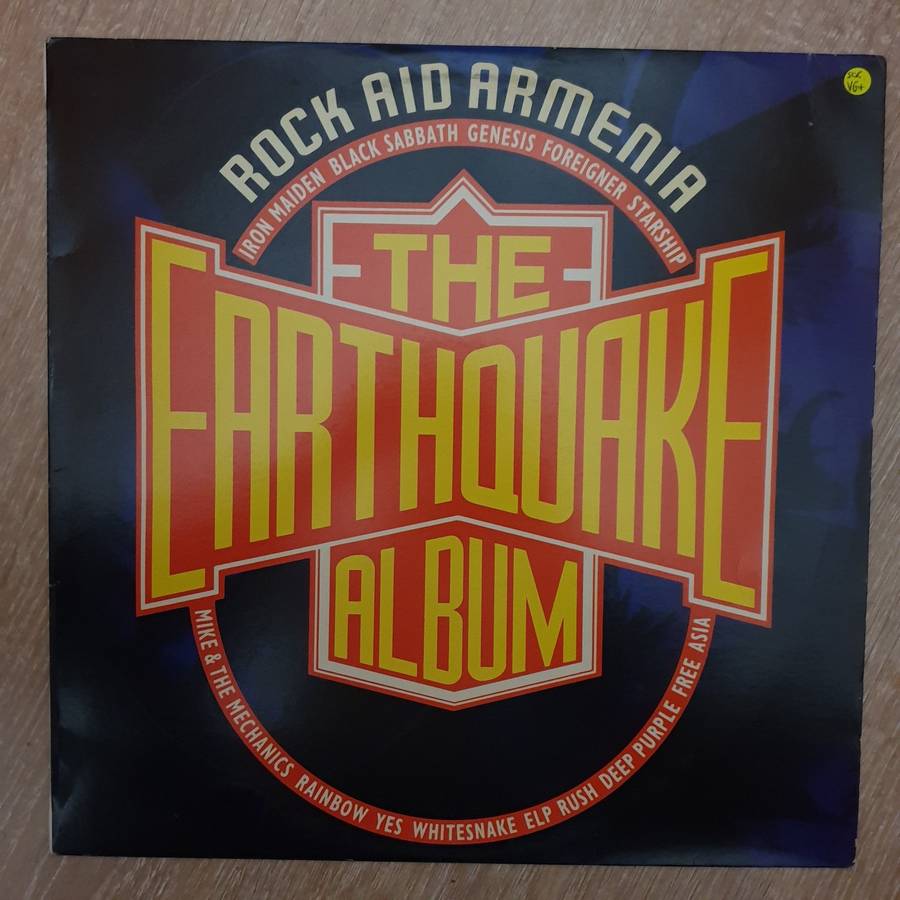 ROCK AID ARMENIA
IRON MAIDEN BLACK SABBATH GENESIS FOREIGNER STARSHIP
THE
EARTHQUAKE
ALBUM
MIKE & THE MECHANICS RAINBOW YES WHITESNAKE ELP RUSH DEEP PURPLE FREE ASIA
VG+